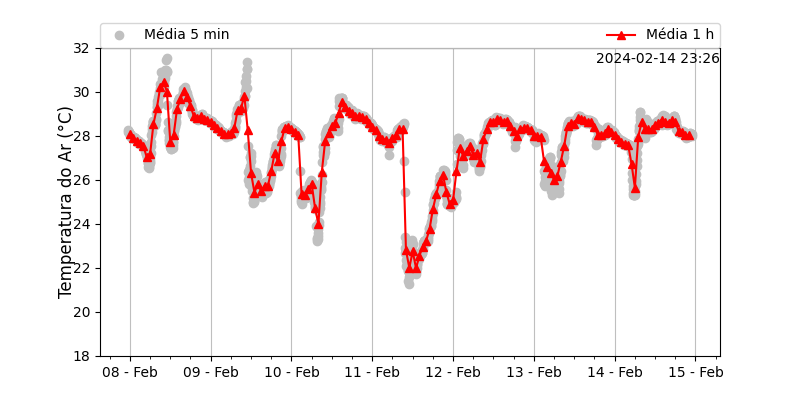 Média 5 min
Média 1 h
2024-02-14 23:26
Temperatura do Ar (°C)
32
30
28
26
24
22
20
18
08 - Feb
09 - Feb
10 - Feb
11 - Feb
12 - Feb
13 - Feb
14 - Feb
15 - Feb